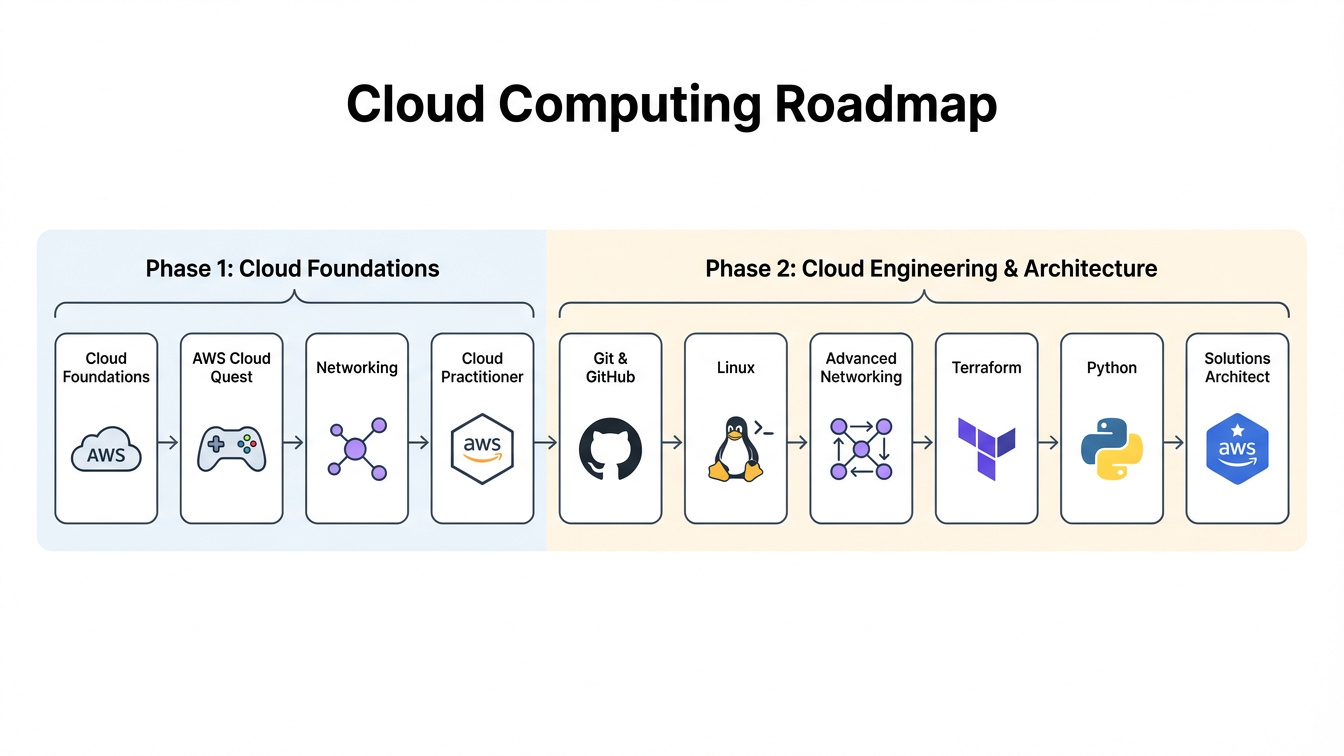 Cloud Computing Roadmap
Phase 1: Cloud Foundations
Phase 2: Cloud Engineering & Architecture
Cloud
Foundations
AWS
AWS Cloud
Quest
Networking
Cloud
Practitioner
aws
Git &
GitHub
Linux
>_
Advanced
Networking
Terraform
Python
Solutions
Architect
aws